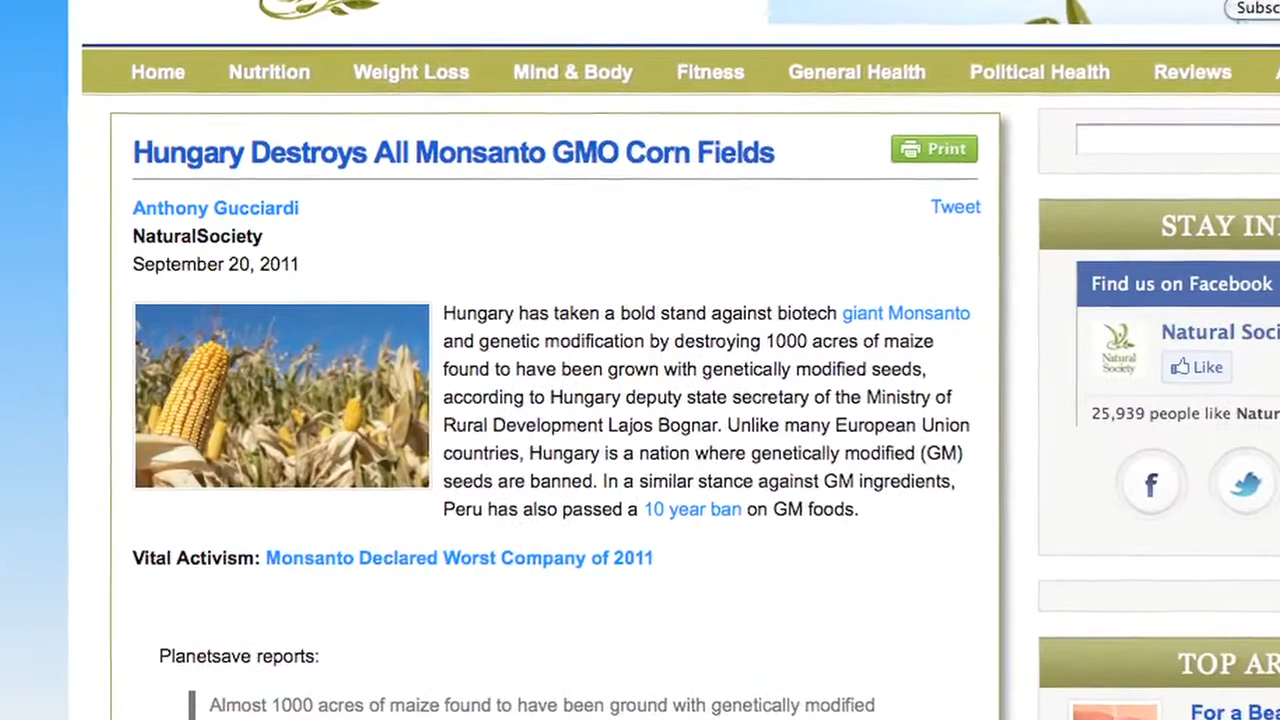 Subsc
Home Nutrition Weight Loss Mind & Body Fitness General Health Political Health Reviews
Hungary Destroys All Monsanto GMO Corn Fields
Print
Anthony Gucciardi
Tweet
NaturalSociety
September 20, 2011
Hungary has taken a bold stand against biotech giant Monsanto
and genetic modification by destroying 1000 acres of maize
found to have been grown with genetically modified seeds,
according to Hungary deputy state secretary of the Ministry of
Rural Development Lajos Bognar. Unlike many European Union
countries, Hungary is a nation where genetically modified (GM)
seeds are banned. In a similar stance against GM ingredients,
Peru has also passed a 10 year ban on GM foods.
Vital Activism: Monsanto Declared Worst Company of 2011
Planetsave reports:
Almost 1000 acres of maize found to have been ground with genetically modified
STAY IN
Find us on Facebook
Natural Soci
Natural
Society
Like
25,939 people like Natur
TOP AR
For a Bea